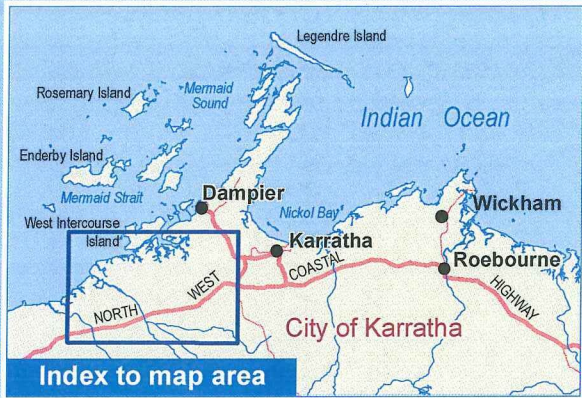 Legendre Island
Rosemary Island
Mermaid
Sound
Indian Ocean
Enderby Island
Mermaid Strait
Dampier
West Intercourse
Island
Nickol Bay
Wickham
Karratha
Roebourne
NORTH WEST COASTAL HIGHWAY
City of Karratha
Index to map area